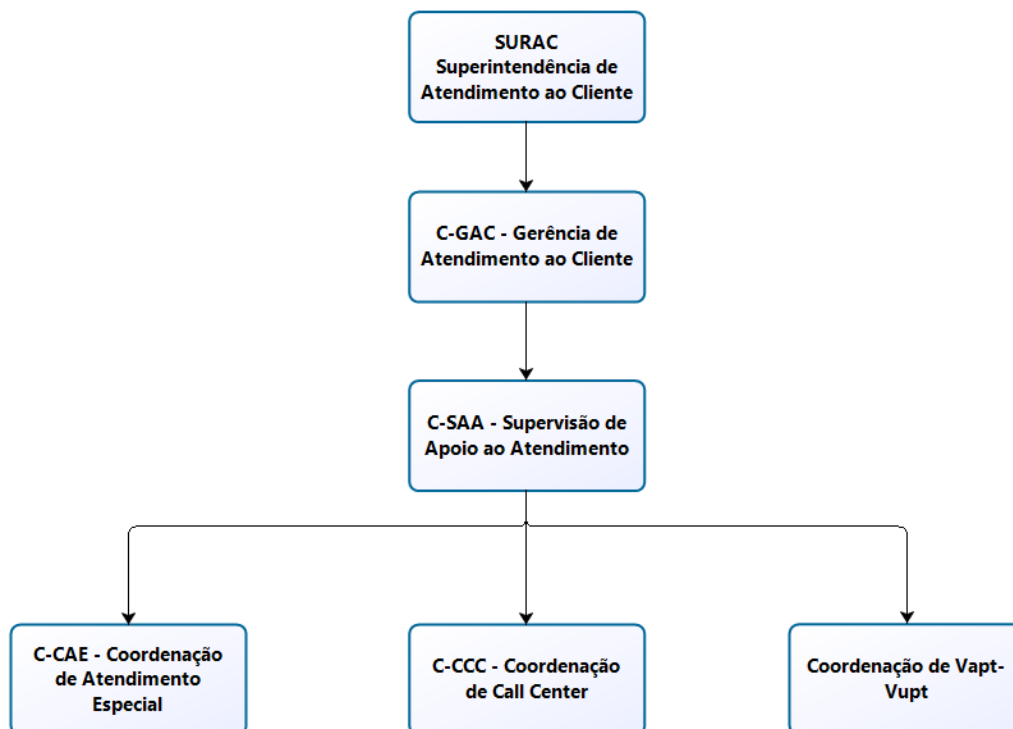 SURAC
Superintendência de
Atendimento ao Cliente
C-GAC - Gerência de
Atendimento ao Cliente
C-SAA - Supervisão de
Apoio ao Atendimento
C-CAE - Coordenação
de Atendimento
Especial
C-CCC - Coordenação
de Call Center
Coordenação de Vapt-
Vupt